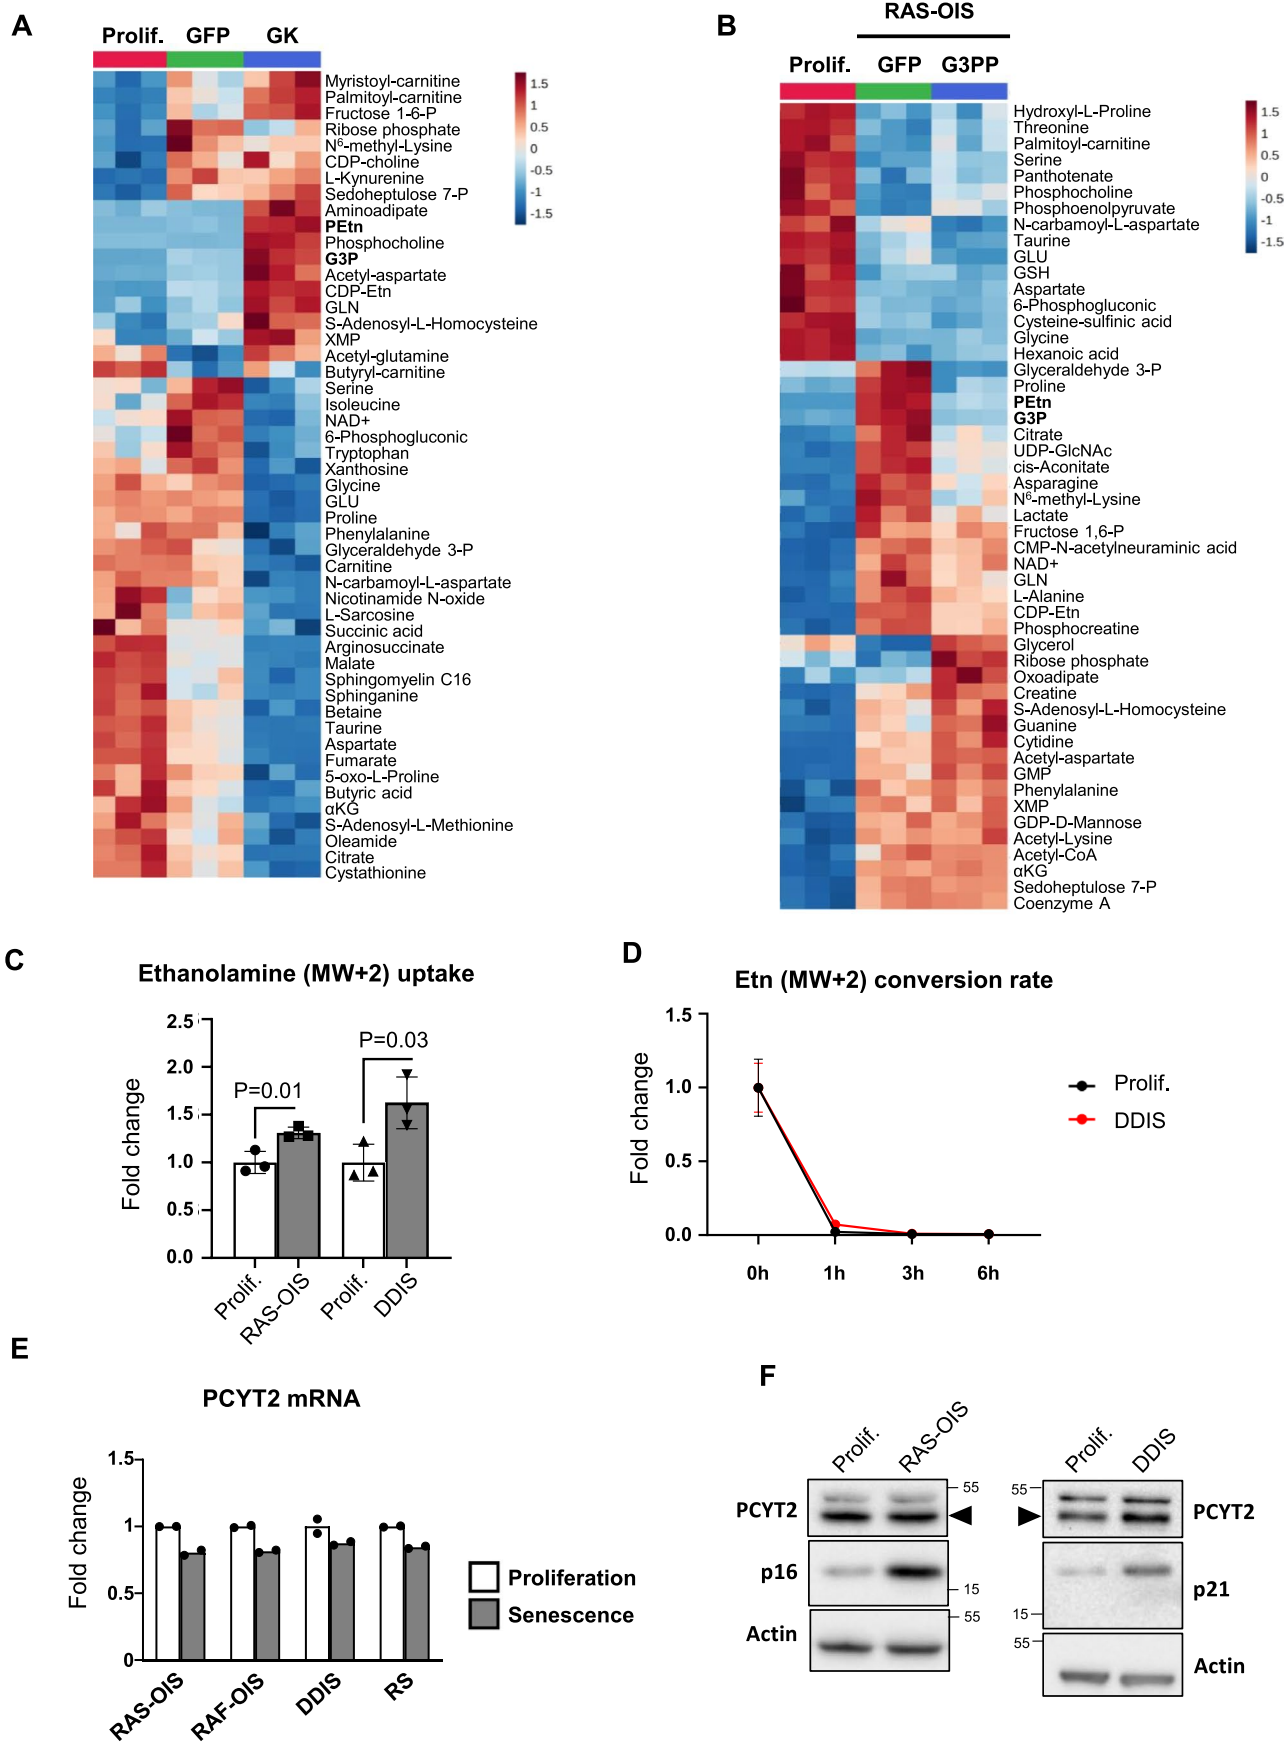 A
Prolif. GFP GK
Myristoyl-carnitine
Palmitoyl-carnitine
Fructose 1-6-P
Ribose phosphate
N⁶-methyl-Lysine
CDP-choline
L-Kynurenine
Sedoheptulose 7-P
Aminoadipate
PEtn
Phosphocholine
G3P
Acetyl-aspartate
CDP-Etn
GLN
S-Adenosyl-L-Homocysteine
XMP
Acetyl-glutamine
Butyryl-carnitine
Serine
Isoleucine
NAD+
6-Phosphogluconic
Tryptophan
Xanthosine
Glycine
GLU
Proline
Phenylalanine
Glyceraldehyde 3-P
Carnitine
N-carbamoyl-L-aspartate
Nicotinamide N-oxide
L-Sarcosine
Succinic acid
Arginosuccinate
Malate
Sphingomyelin C16
Sphinganine
Betaine
Taurine
Aspartate
Fumarate
5-oxo-L-Proline
Butyric acid
αKG
S-Adenosyl-L-Methionine
Oleamide
Citrate
Cystathionine
1.5
1
0.5
0
-0.5
-1
-1.5
B
RAS-OIS
Prolif. GFP G3PP
Hydroxyl-L-Proline
Threonine
Palmitoyl-carnitine
Serine
Panthotenate
Phosphocholine
Phosphoenolpyruvate
N-carbamoyl-L-aspartate
Taurine
GLU
GSH
Aspartate
6-Phosphogluconic
Cysteine-sulfinic acid
Glycine
Hexanoic acid
Glyceraldehyde 3-P
Proline
PEtn
G3P
Citrate
UDP-GlcNAc
cis-Aconitate
Asparagine
N⁶-methyl-Lysine
Lactate
Fructose 1,6-P
CMP-N-acetylneuraminic acid
NAD+
GLN
L-Alanine
CDP-Etn
Phosphocreatine
Glycerol
Ribose phosphate
Oxoadipate
Creatine
S-Adenosyl-L-Homocysteine
Guanine
Cytidine
Acetyl-aspartate
GMP
Phenylalanine
XMP
GDP-D-Mannose
Acetyl-Lysine
Acetyl-CoA
αKG
Sedoheptulose 7-P
Coenzyme A
1.5
1
0.5
0
-0.5
-1
-1.5
C
Ethanolamine (MW+2) uptake
Fold change
2.5
2.0
1.5
1.0
0.5
0.0
P=0.01
P=0.03
Prolif.
RAS-OIS
Prolif.
DDIS
D
Etn (MW+2) conversion rate
Fold change
1.5
1.0
0.5
0.0
0h 1h 3h 6h
Prolif.
DDIS
E
PCYT2 mRNA
Fold change
1.5
1
0.5
0
RAS-OIS
RAF-OIS
DDIS
RS
Proliferation
Senescence
F
Prolif.
RAS-OIS
PCYT2
55
p16
15
55
Actin
Prolif.
DDIS
55
PCYT2
p21
15
55
Actin